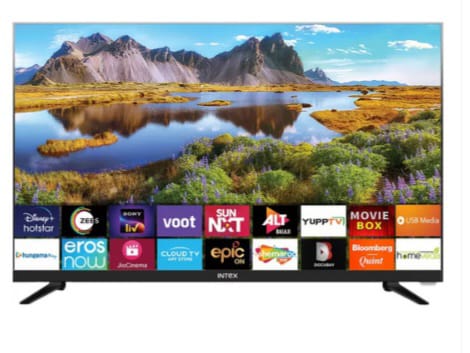 Disney+
hotstar
ZEE5
SONY
liv
voot
SUN
NXT
ALT
BALAJI
YUPPTV
MOVIE
BOX
USB Media
hungama
eros
now
JioCinema
CLOUD TV
APP STORE
epic
ON
shemaroo
DOCUBAY
Bloomberg
Quint
INTEX